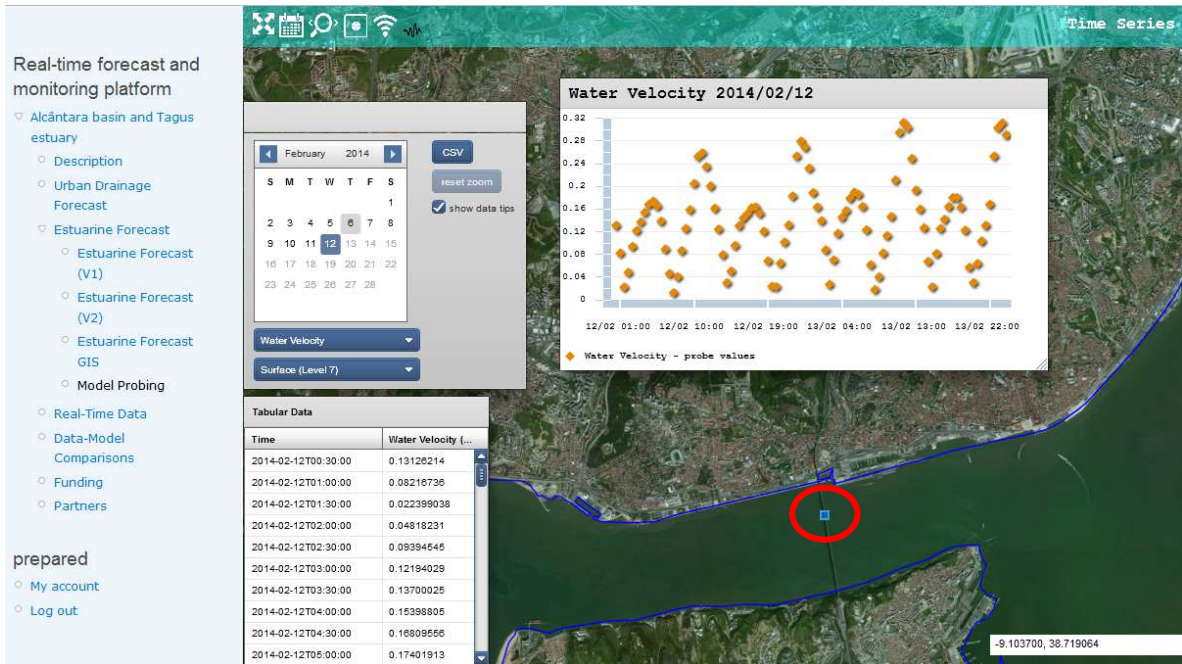 Time Series
Real-time forecast and
monitoring platform
Alcântara basin and Tagus
estuary
Description
Urban Drainage
Forecast
Estuarine Forecast
Estuarine Forecast
(V1)
Estuarine Forecast
(V2)
Estuarine Forecast
GIS
Model Probing
Real-Time Data
Data-Model
Comparisons
Funding
Partners
prepared
My account
Log out
February 2014
S M T W T F S
1
2 3 4 5 6 7 8
9 10 11 12 13 14 15
16 17 18 19 20 21 22
23 24 25 26 27 28
CSV
reset zoom
show data tips
Water Velocity
Surface (Level 7)
Water Velocity 2014/02/12
0.32
0.28
0.24
0.2
0.16
0.12
0.08
0.04
0
12/02 01:00 12/02 10:00 12/02 19:00 13/02 04:00 13/02 13:00 13/02 22:00
Water Velocity - probe values
Tabular Data
Time Water Velocity (...
2014-02-12T00:30:00 0.13126214
2014-02-12T01:00:00 0.08216736
2014-02-12T01:30:00 0.022399038
2014-02-12T02:00:00 0.04818231
2014-02-12T02:30:00 0.09394545
2014-02-12T03:00:00 0.12194029
2014-02-12T03:30:00 0.13700025
2014-02-12T04:00:00 0.15398805
2014-02-12T04:30:00 0.16809556
2014-02-12T05:00:00 0.17401913
-9.103700, 38.719064